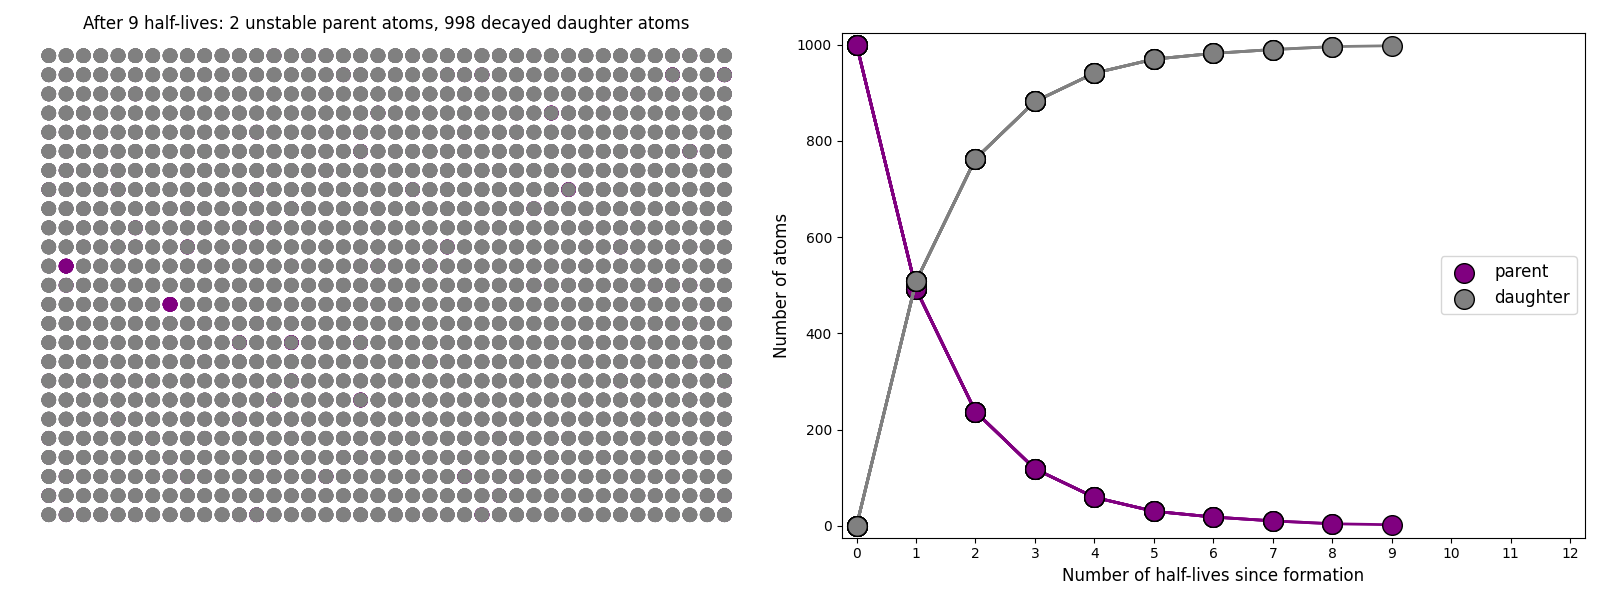 After 9 half-lives: 2 unstable parent atoms, 998 decayed daughter atoms
1000
800
600
400
200
0
Number of atoms
0 1 2 3 4 5 6 7 8 9 10 11 12
Number of half-lives since formation
parent
daughter